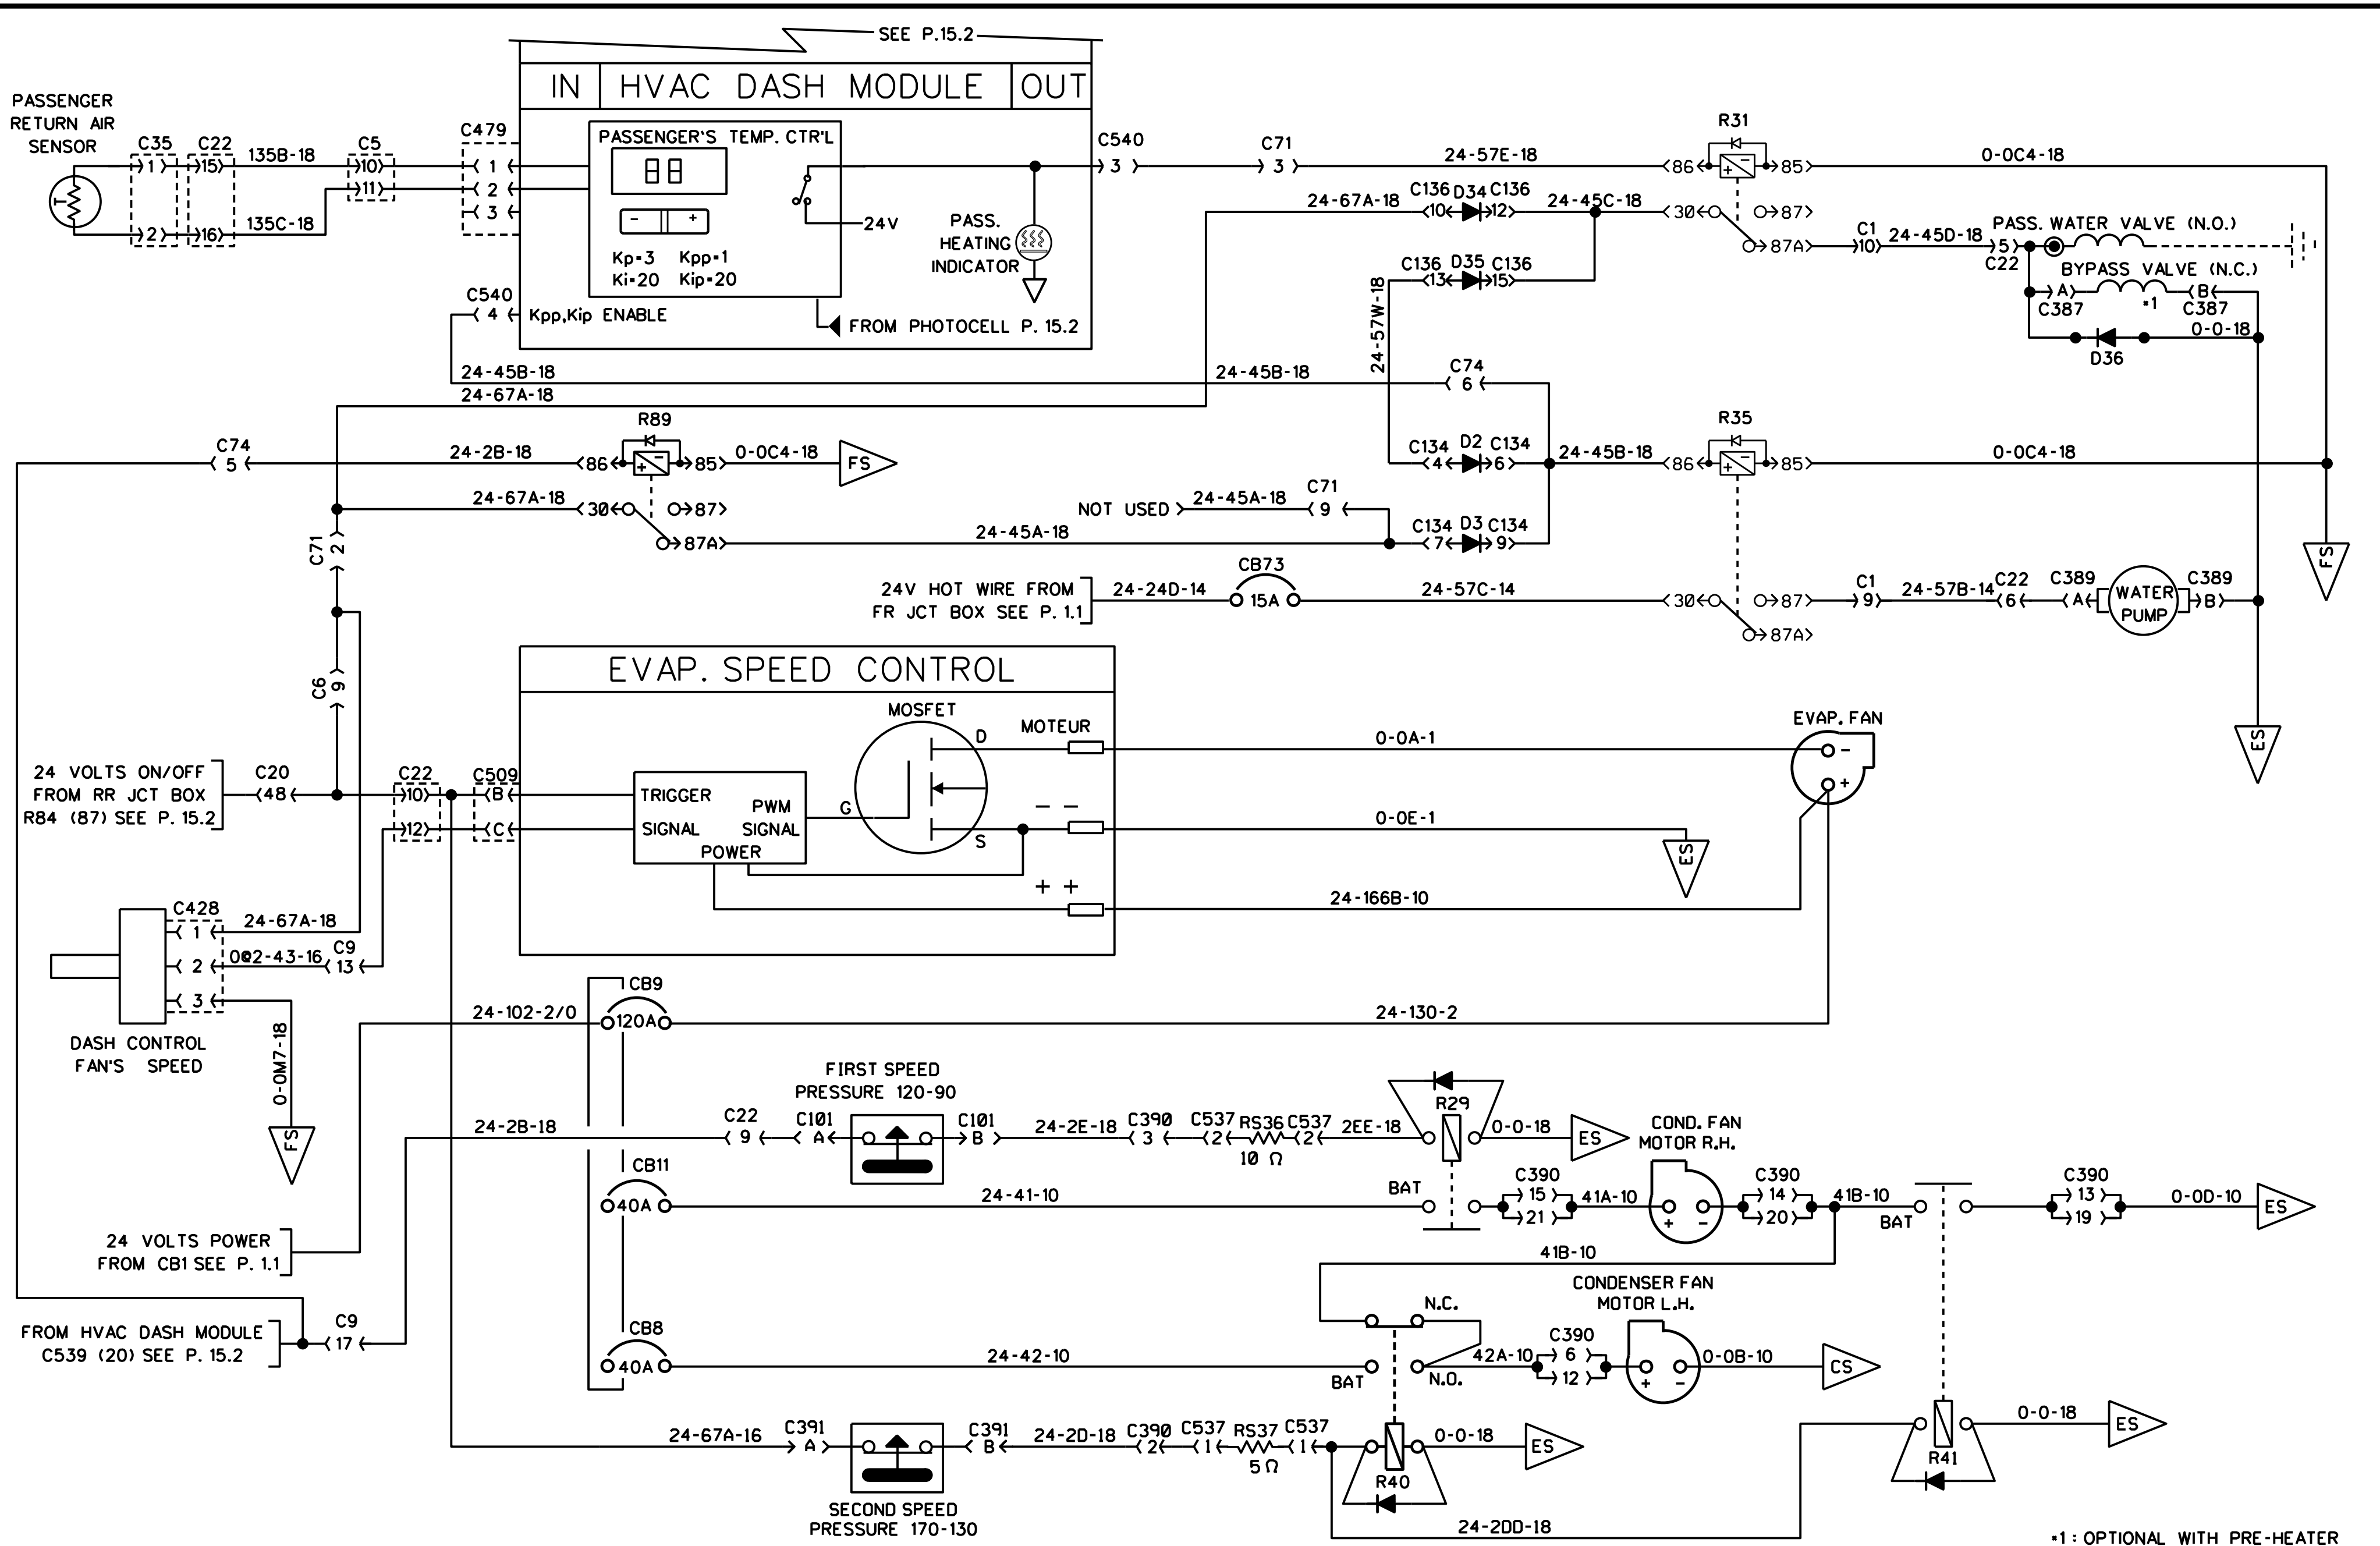 SEE P.15.2
IN HVAC DASH MODULE OUT
PASSENGER
RETURN AIR
SENSOR
C35
C22
135B-18
C5
C479
1
15
10
1
11
2
3
2
16
135C-18
PASSENGER'S TEMP. CTR'L
88
- +
Kp=3 Kpp=1
Ki=20 Kip=20
24V
PASS.
HEATING
INDICATOR
FROM PHOTOCELL P. 15.2
C540
4
Kpp,Kip ENABLE
C540
3
C71
3
24-57E-18
R31
86
+ -
85
0-0C4-18
24-67A-18
C136 D34 C136
10 12
24-45C-18
30
87
87A
C1
10
24-45D-18
5
C22
PASS. WATER VALVE (N.O.)
BYPASS VALVE (N.C.)
A
C387
*1
B
C387
0-0-18
D36
C136 D35 C136
13 15
24-57W-18
24-45B-18
24-45B-18
C74
6
24-67A-18
C74
5
24-2B-18
R89
86
+ -
85
0-0C4-18
FS
C134 D2 C134
4 6
24-45B-18
R35
86
+ -
85
0-0C4-18
24-67A-18
30
87
87A
NOT USED
24-45A-18
C71
9
24-45A-18
C134 D3 C134
7 9
FS
C71
2
24V HOT WIRE FROM
FR JCT BOX SEE P. 1.1
24-24D-14
CB73
15A
24-57C-14
30
87
87A
C1
9
24-57B-14
C22
6
C389
A
WATER
PUMP
C389
B
ES
C6
9
EVAP. SPEED CONTROL
MOSFET
D
MOTEUR
0-0A-1
EVAP. FAN
-
+
24 VOLTS ON/OFF
FROM RR JCT BOX
R84 (87) SEE P. 15.2
C20
48
C22
10
12
C509
B
C
TRIGGER
SIGNAL
PWM
SIGNAL
POWER
G
S
- -
0-0E-1
ES
+ +
24-166B-10
C428
1
24-67A-18
2
0@2-43-16
C9
13
3
0-0M7-18
FS
DASH CONTROL
FAN'S SPEED
24-102-2/0
CB9
120A
24-130-2
FIRST SPEED
PRESSURE 120-90
24-2B-18
C22
9
C101
A
C101
B
24-2E-18
C390
3
C537 RS36 C537
2 2
10 Ω
2EE-18
R29
0-0-18
ES
COND. FAN
MOTOR R.H.
CB11
40A
24-41-10
BAT
C390
15
21
41A-10
+ -
C390
14
20
41B-10
BAT
C390
13
19
0-0D-10
ES
24 VOLTS POWER
FROM CB1 SEE P. 1.1
41B-10
CONDENSER FAN
MOTOR L.H.
FROM HVAC DASH MODULE
C539 (20) SEE P. 15.2
C9
17
CB8
40A
24-42-10
BAT
N.C.
N.O.
42A-10
C390
6
12
+ -
0-0B-10
CS
24-67A-16
C391
A
C391
B
24-2D-18
C390
2
C537 RS37 C537
1 1
5 Ω
0-0-18
ES
R40
0-0-18
ES
R41
SECOND SPEED
PRESSURE 170-130
24-2DD-18
*1 : OPTIONAL WITH PRE-HEATER